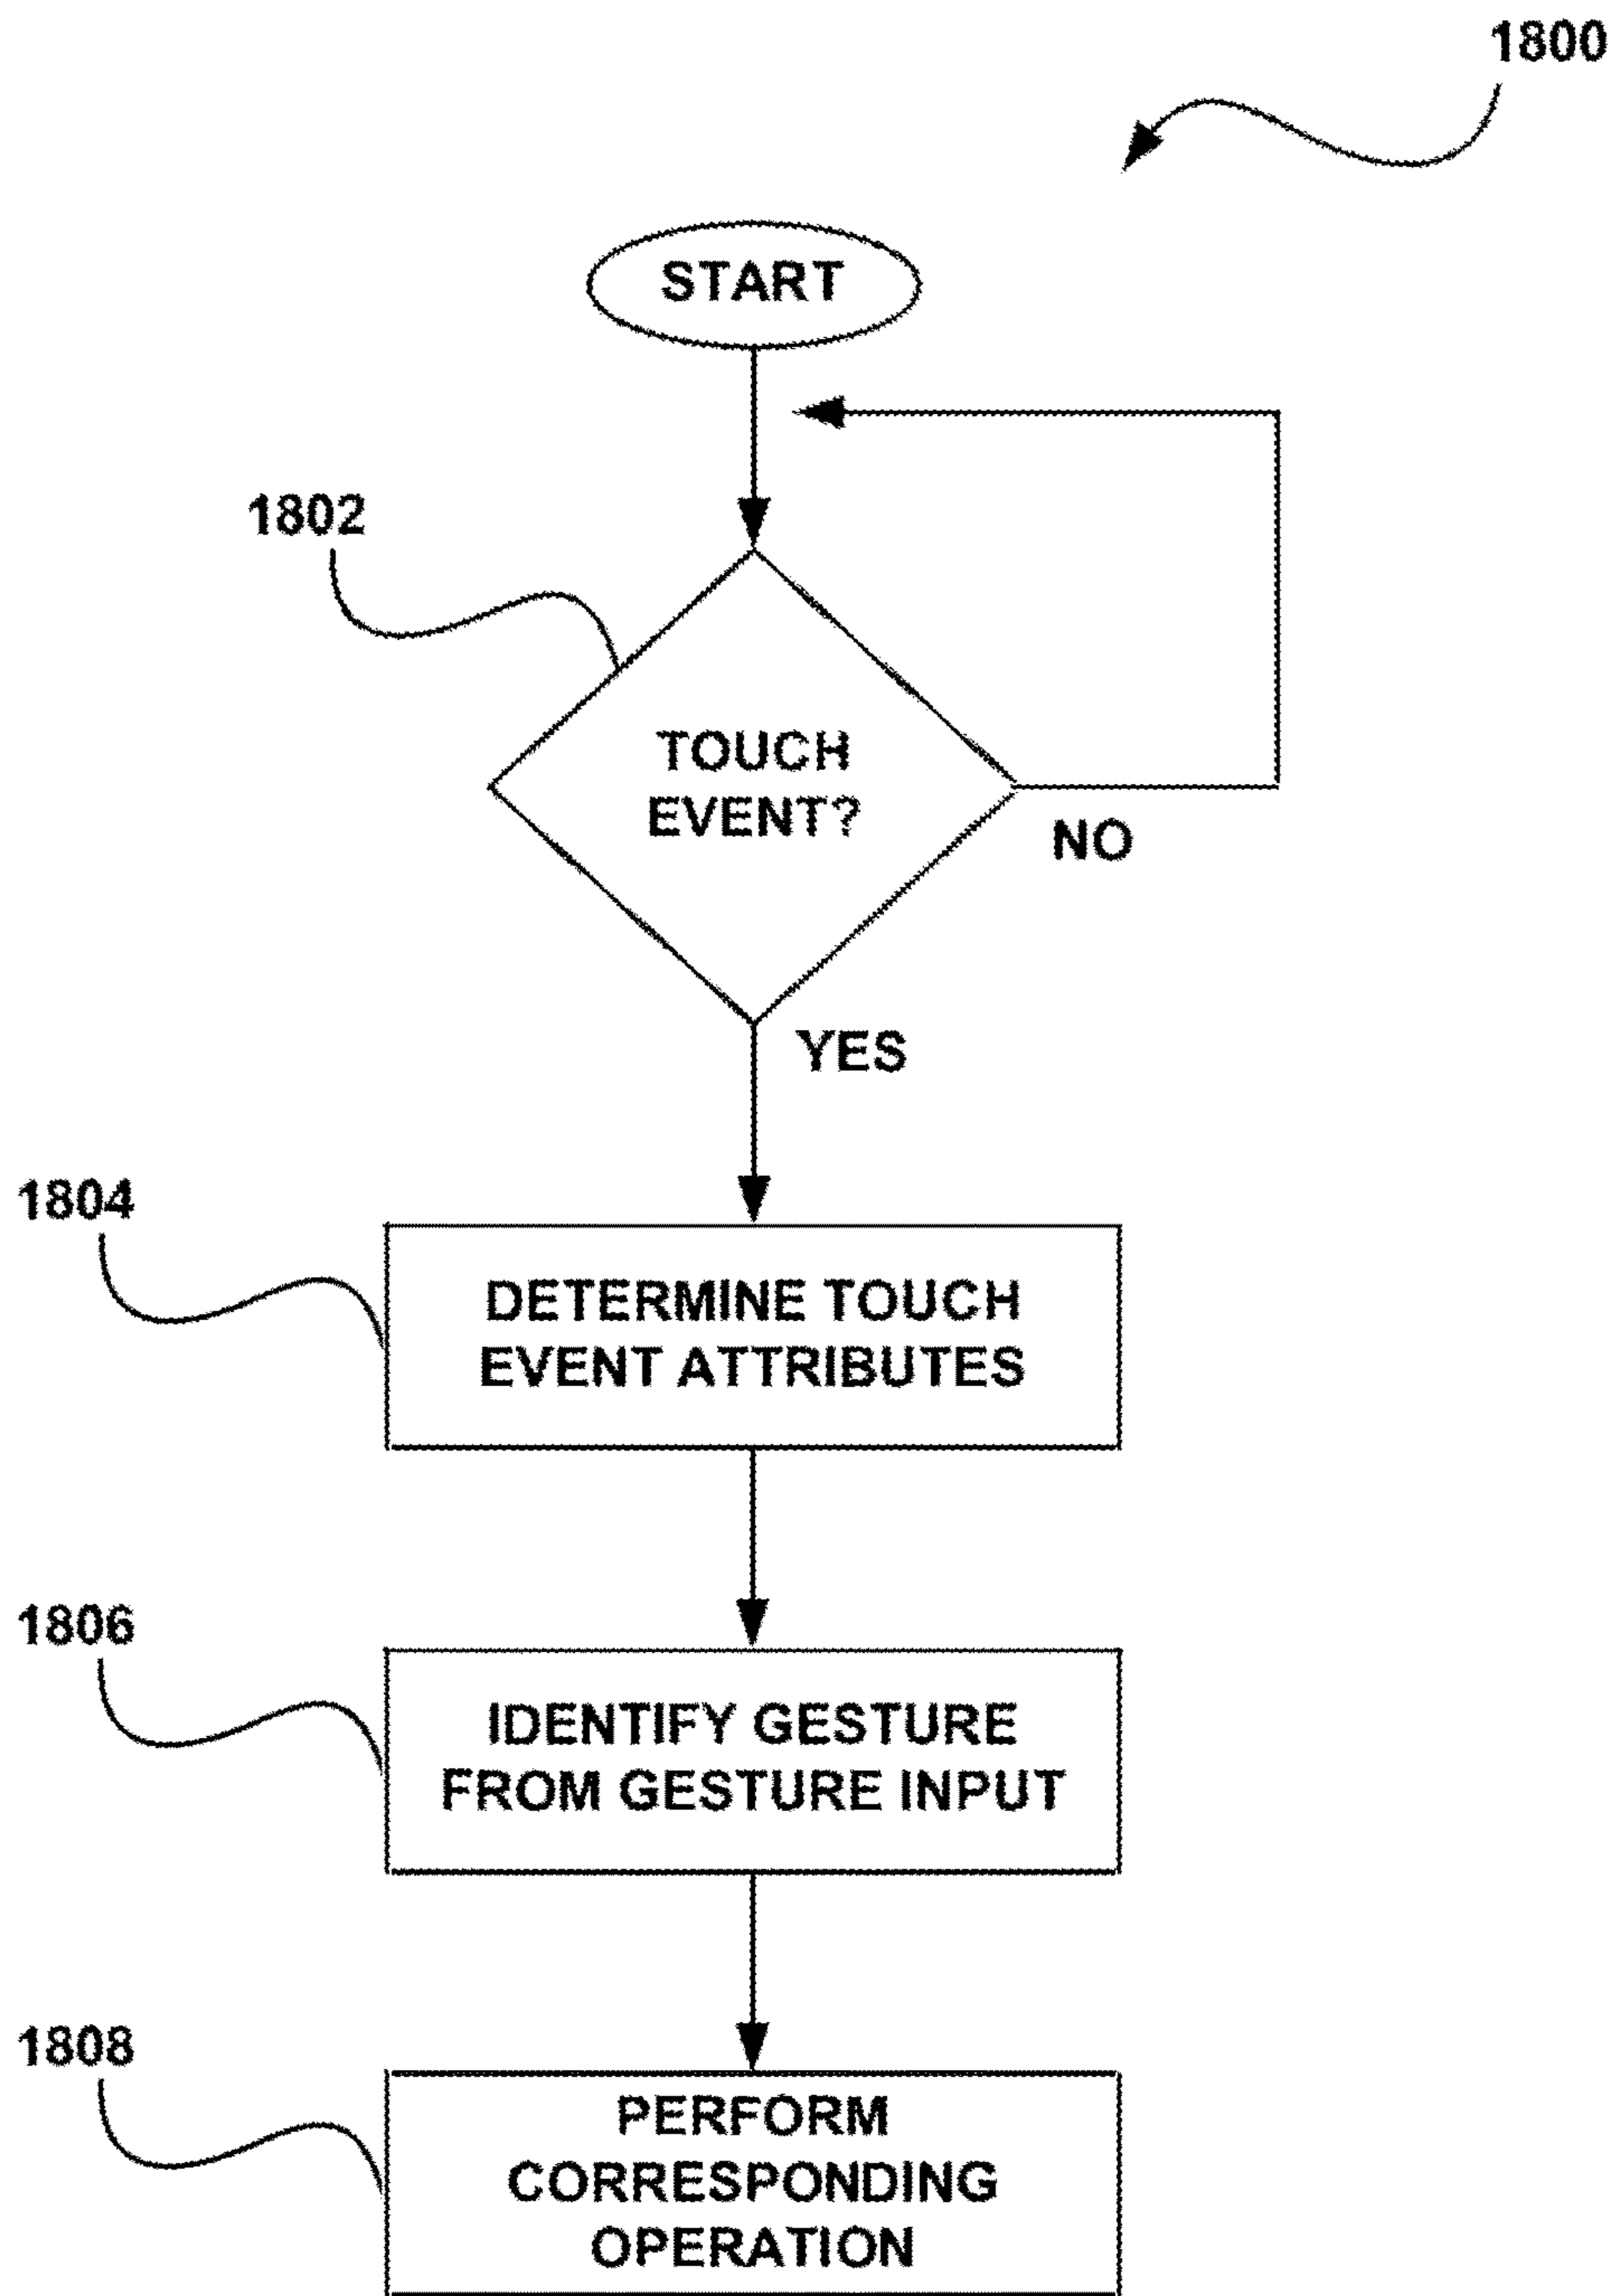 1800
START
1802
TOUCH
EVENT?
NO
YES
1804
DETERMINE TOUCH
EVENT ATTRIBUTES
1806
IDENTIFY GESTURE
FROM GESTURE INPUT
1808
PERFORM
CORRESPONDING
OPERATION